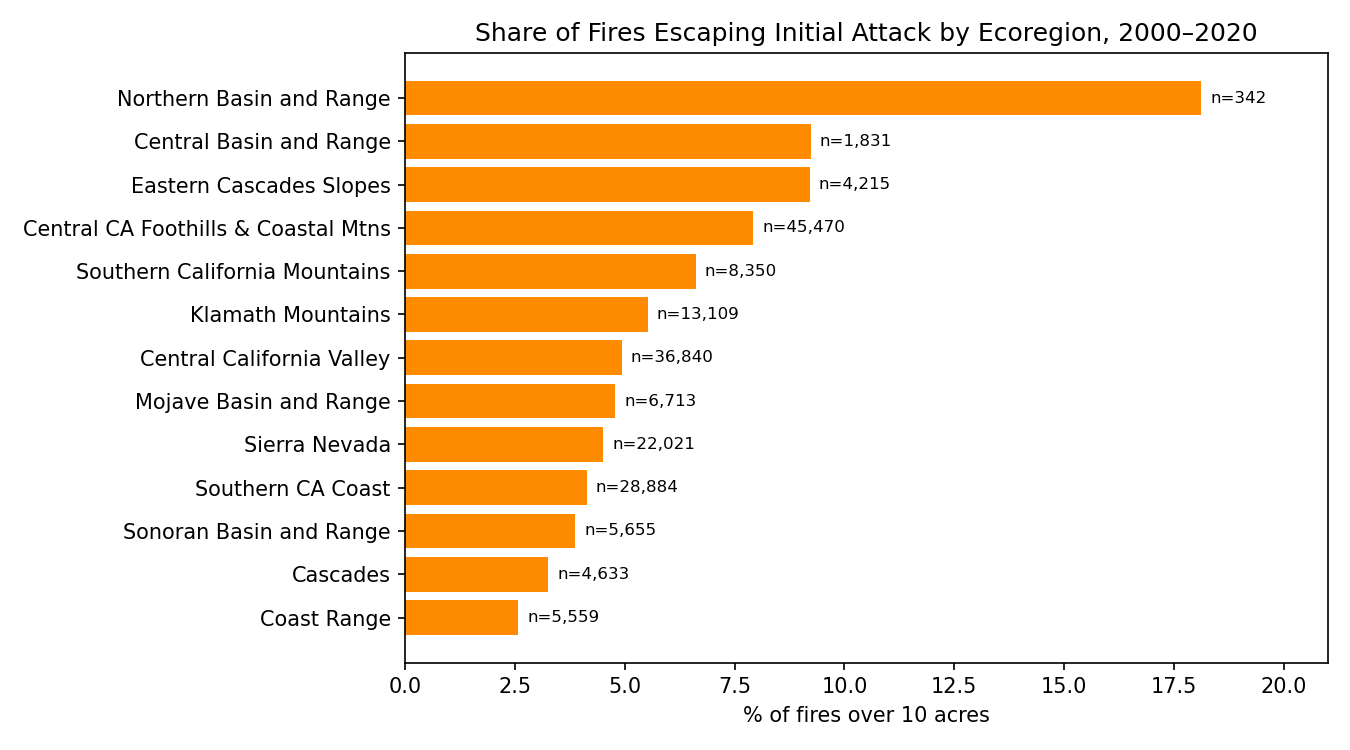 Share of Fires Escaping Initial Attack by Ecoregion, 2000–2020
Northern Basin and Range n=342
Central Basin and Range n=1,831
Eastern Cascades Slopes n=4,215
Central CA Foothills & Coastal Mtns n=45,470
Southern California Mountains n=8,350
Klamath Mountains n=13,109
Central California Valley n=36,840
Mojave Basin and Range n=6,713
Sierra Nevada n=22,021
Southern CA Coast n=28,884
Sonoran Basin and Range n=5,655
Cascades n=4,633
Coast Range n=5,559
0.0 2.5 5.0 7.5 10.0 12.5 15.0 17.5 20.0
% of fires over 10 acres